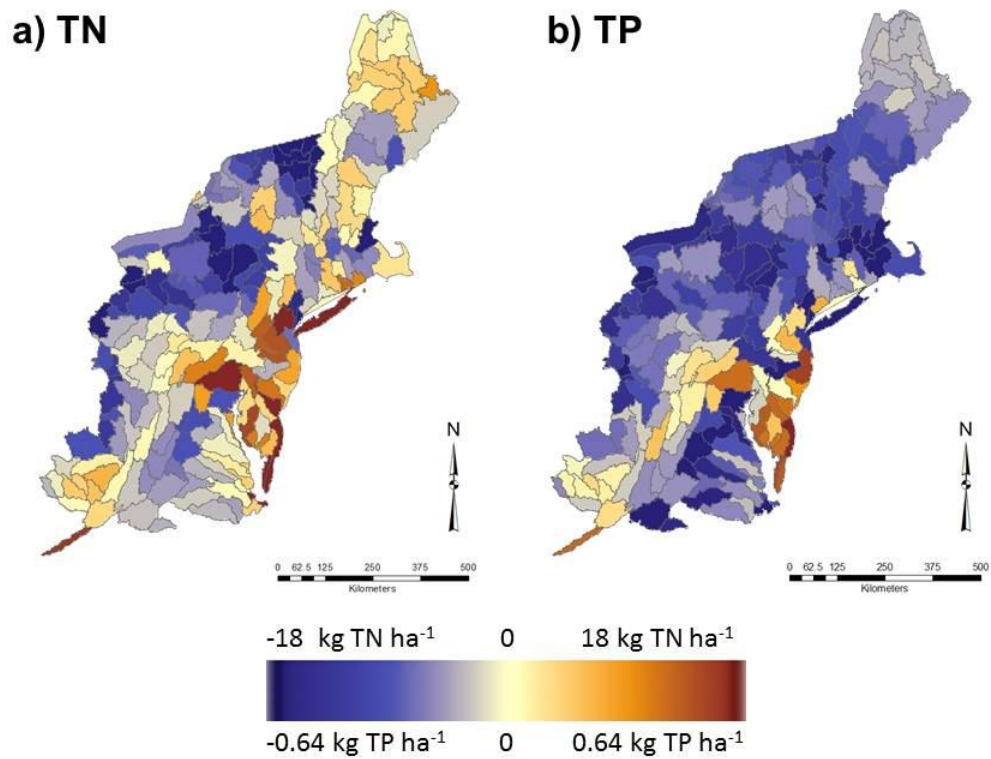 a) TN
b) TP
N
N
0 62.5 125 250 375 500
Kilometers
0 62.5 125 250 375 500
Kilometers
-18 kg TN ha-1 0 18 kg TN ha-1
-0.64 kg TP ha-1 0 0.64 kg TP ha-1